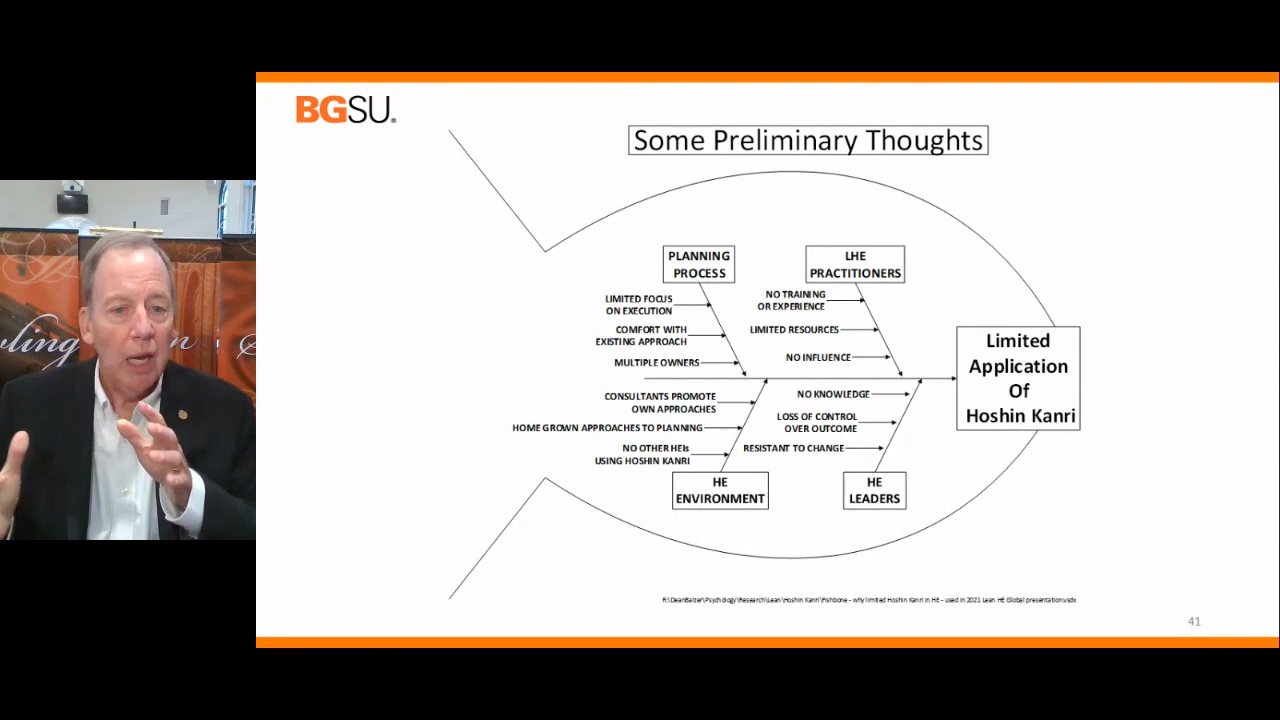 BGSU®
Some Preliminary Thoughts
PLANNING
PROCESS
LHE
PRACTITIONERS
LIMITED FOCUS
ON EXECUTION
COMFORT WITH
EXISTING APPROACH
MULTIPLE OWNERS
NO TRAINING
OR EXPERIENCE
LIMITED RESOURCES
NO INFLUENCE
Limited
Application
Of
Hoshin Kanri
CONSULTANTS PROMOTE
OWN APPROACHES
HOME GROWN APPROACHES TO PLANNING
NO OTHER HEIs
USING HOSHIN KANRI
NO KNOWLEDGE
LOSS OF CONTROL
OVER OUTCOME
RESISTANT TO CHANGE
HE
ENVIRONMENT
HE
LEADERS
F:\DeanBalzer\Psychology\Research\Lean\Hoshin Kanri\Fishbone - why limited Hoshin Kanri in HE - used in 2021 Lean HE Global presentation.vsdx
41